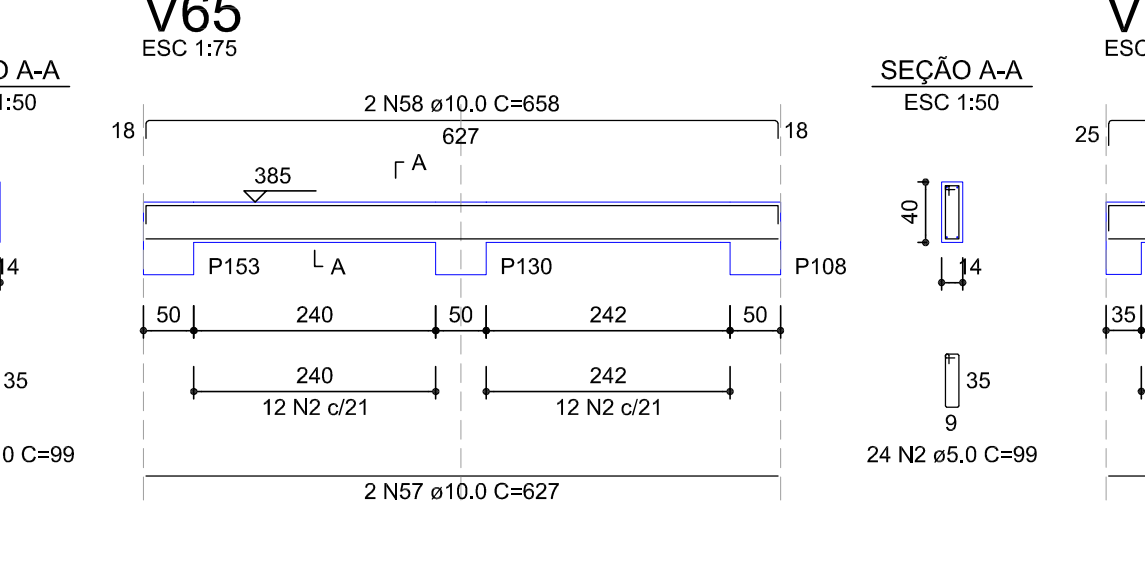 V65
ESC 1:75
O A-A
1:50
4
35
0 C=99
2 N58 ø10.0 C=658
18
627
18
A
385
A
P153
P130
P108
50
240
50
242
50
240
12 N2 c/21
242
12 N2 c/21
2 N57 ø10.0 C=627
SEÇÃO A-A
ESC 1:50
40
14
35
9
24 N2 ø5.0 C=99
V
ESC
25
35